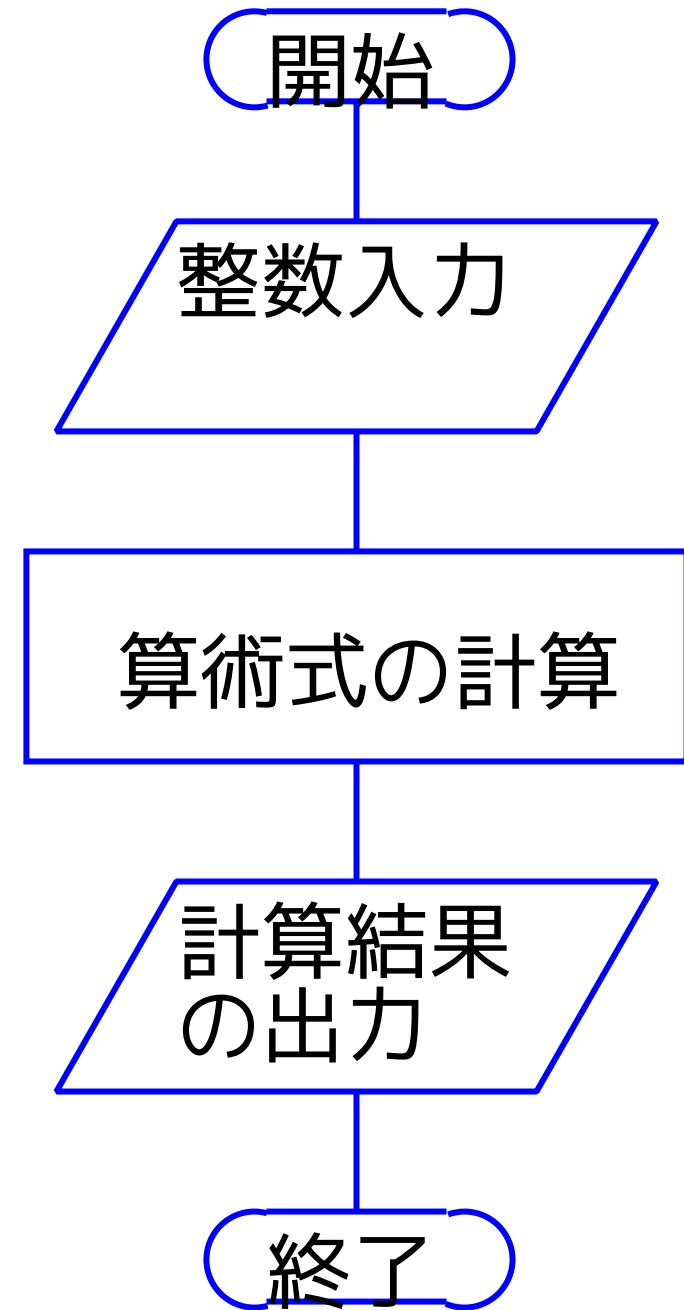 開始
整数入力
算術式の計算
計算結果
の出力
終了